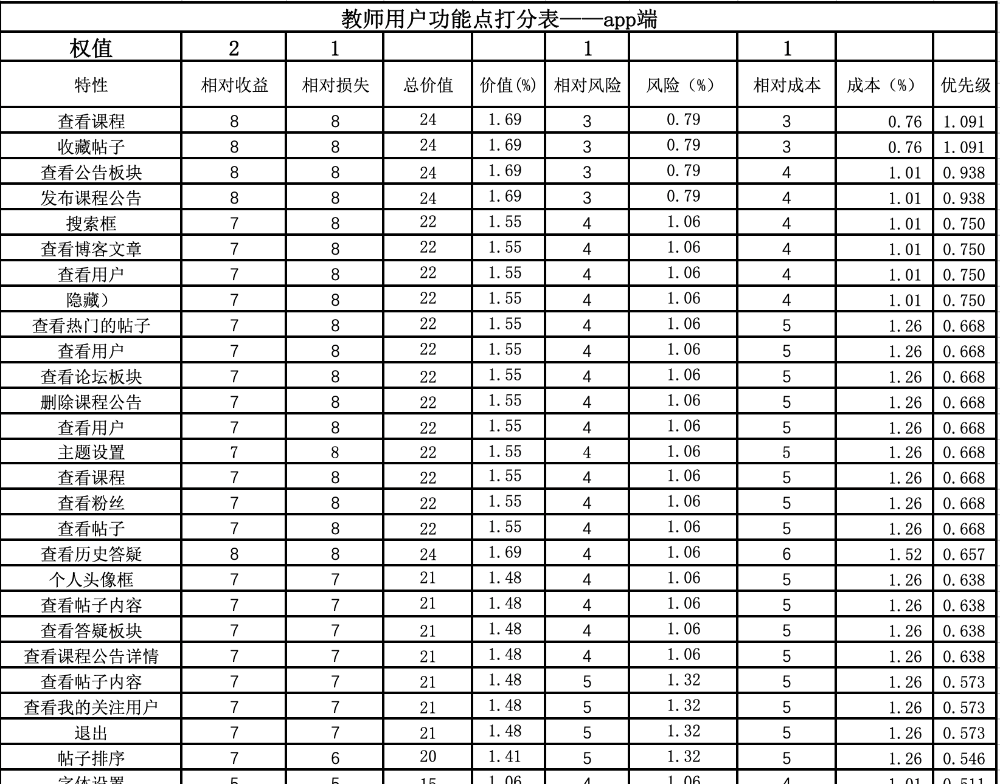 教师用户功能点打分表——app端
权值 2 1 1 1
特性 相对收益 相对损失 总价值 价值(%) 相对风险 风险（%） 相对成本 成本（%） 优先级
查看课程 8 8 24 1.69 3 0.79 3 0.76 1.091
收藏帖子 8 8 24 1.69 3 0.79 3 0.76 1.091
查看公告板块 8 8 24 1.69 3 0.79 4 1.01 0.938
发布课程公告 8 8 24 1.69 3 0.79 4 1.01 0.938
搜索框 7 8 22 1.55 4 1.06 4 1.01 0.750
查看博客文章 7 8 22 1.55 4 1.06 4 1.01 0.750
查看用户 7 8 22 1.55 4 1.06 4 1.01 0.750
隐藏） 7 8 22 1.55 4 1.06 4 1.01 0.750
查看热门的帖子 7 8 22 1.55 4 1.06 5 1.26 0.668
查看用户 7 8 22 1.55 4 1.06 5 1.26 0.668
查看论坛板块 7 8 22 1.55 4 1.06 5 1.26 0.668
删除课程公告 7 8 22 1.55 4 1.06 5 1.26 0.668
查看用户 7 8 22 1.55 4 1.06 5 1.26 0.668
主题设置 7 8 22 1.55 4 1.06 5 1.26 0.668
查看课程 7 8 22 1.55 4 1.06 5 1.26 0.668
查看粉丝 7 8 22 1.55 4 1.06 5 1.26 0.668
查看帖子 7 8 22 1.55 4 1.06 5 1.26 0.668
查看历史答疑 8 8 24 1.69 4 1.06 6 1.52 0.657
个人头像框 7 7 21 1.48 4 1.06 5 1.26 0.638
查看帖子内容 7 7 21 1.48 4 1.06 5 1.26 0.638
查看答疑板块 7 7 21 1.48 4 1.06 5 1.26 0.638
查看课程公告详情 7 7 21 1.48 4 1.06 5 1.26 0.638
查看帖子内容 7 7 21 1.48 5 1.32 5 1.26 0.573
查看我的关注用户 7 7 21 1.48 5 1.32 5 1.26 0.573
退出 7 7 21 1.48 5 1.32 5 1.26 0.573
帖子排序 7 6 20 1.41 5 1.32 5 1.26 0.546
字体设置 5 5 15 1.06 4 1.06 4 1.01 0.511